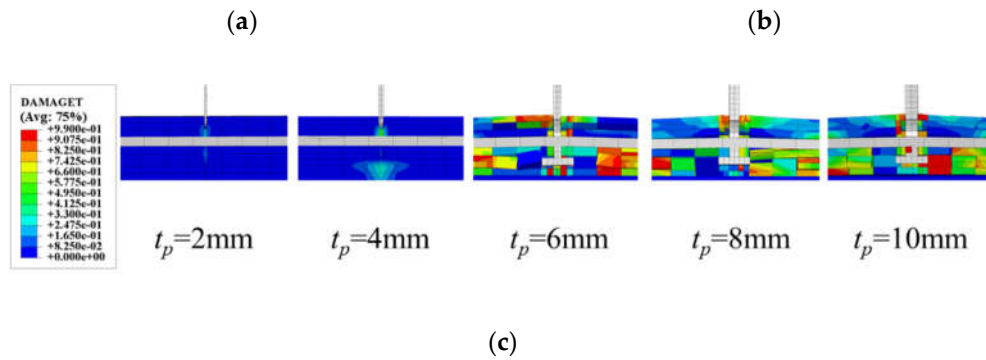 (a) (b)
DAMAGET
(Avg: 75%)
+9.900e-01
+9.075e-01
+8.250e-01
+7.425e-01
+6.600e-01
+5.775e-01
+4.950e-01
+4.125e-01
+3.300e-01
+2.475e-01
+1.650e-01
+8.250e-02
+0.000e+00
tp=2mm tp=4mm tp=6mm tp=8mm tp=10mm
(c)